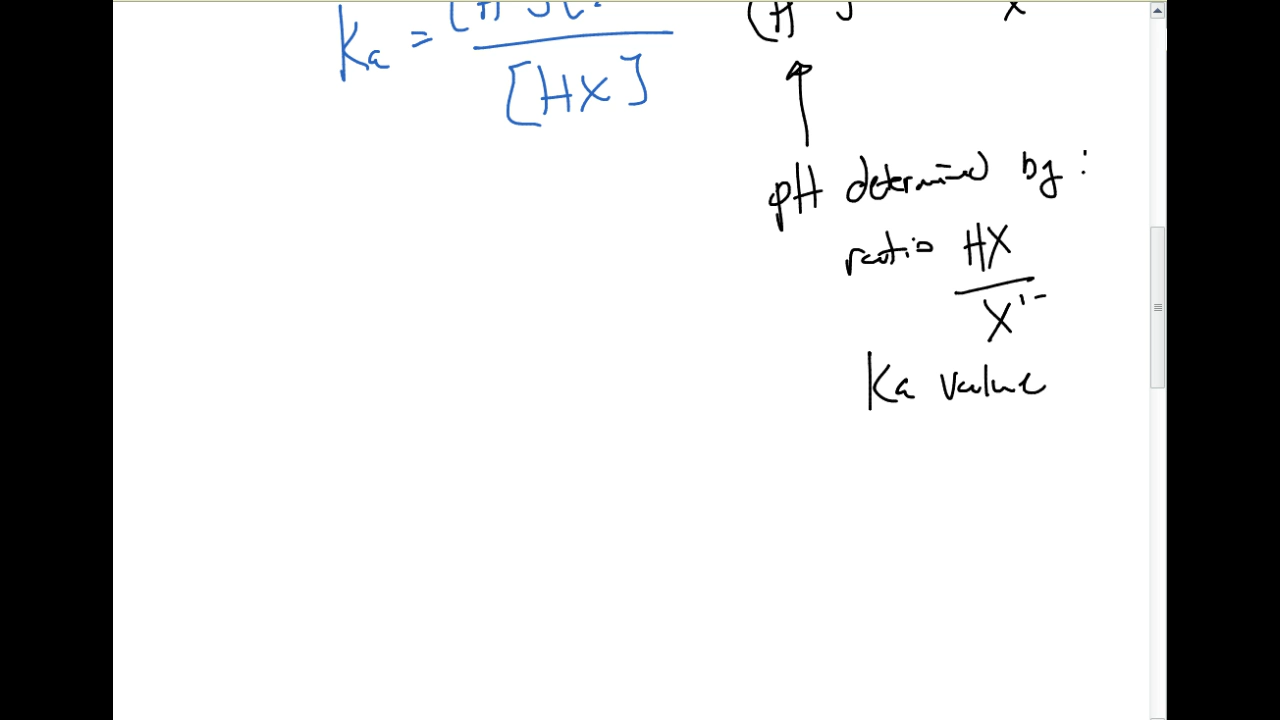 Ka =
[HX]
pH determined by :
ratio HX
X¹⁻
Ka value